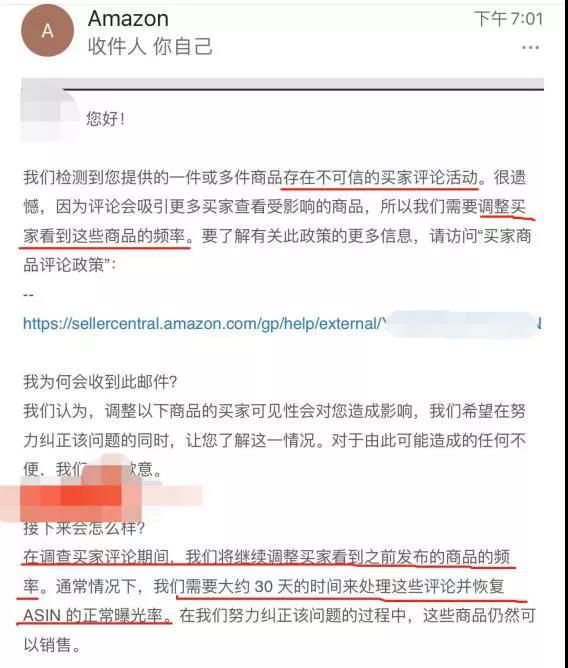 A
Amazon
下午 7:01
收件人 你自己
您好！
我们检测到您提供的一件或多件商品存在不可信的买家评论活动。很遗
憾，因为评论会吸引更多买家查看受影响的商品，所以我们需要调整买
家看到这些商品的频率。要了解有关此政策的更多信息，请访问“买家商
品评论政策”：
--
https://sellercentral.amazon.com/gp/help/external/
我为何会收到此邮件？
我们认为，调整以下商品的买家可见性会对您造成影响，我们希望在努
力纠正该问题的同时，让您了解这一情况。对于由此可能造成的任何不
便，我们 歉意。
接下来会怎么样？
在调查买家评论期间，我们将继续调整买家看到之前发布的商品的频
率。通常情况下，我们需要大约 30 天的时间来处理这些评论并恢复
ASIN 的正常曝光率。在我们努力纠正该问题的过程中，这些商品仍然可
以销售。